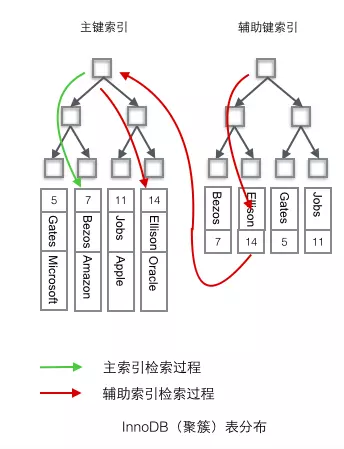 主键索引
辅助键索引
5
7
11
14
Gates
Bezos
Jobs
Ellison
Microsoft
Amazon
Apple
Oracle
Bezos
Ellison
Gates
Jobs
7
14
5
11
主索引检索过程
辅助索引检索过程
InnoDB（聚簇）表分布